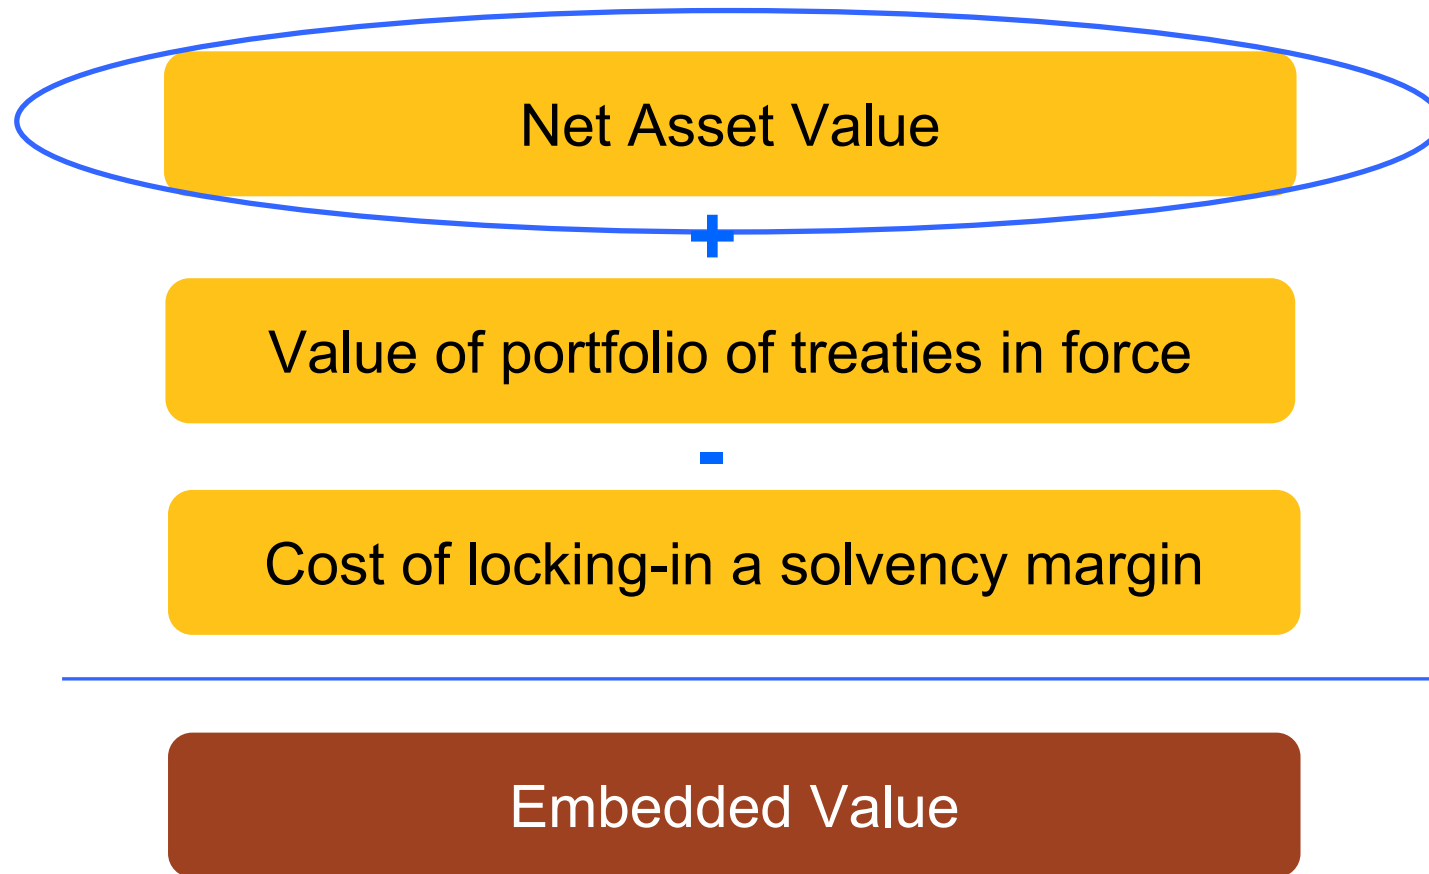 Net Asset Value
+
Value of portfolio of treaties in force
-
Cost of locking-in a solvency margin
Embedded Value